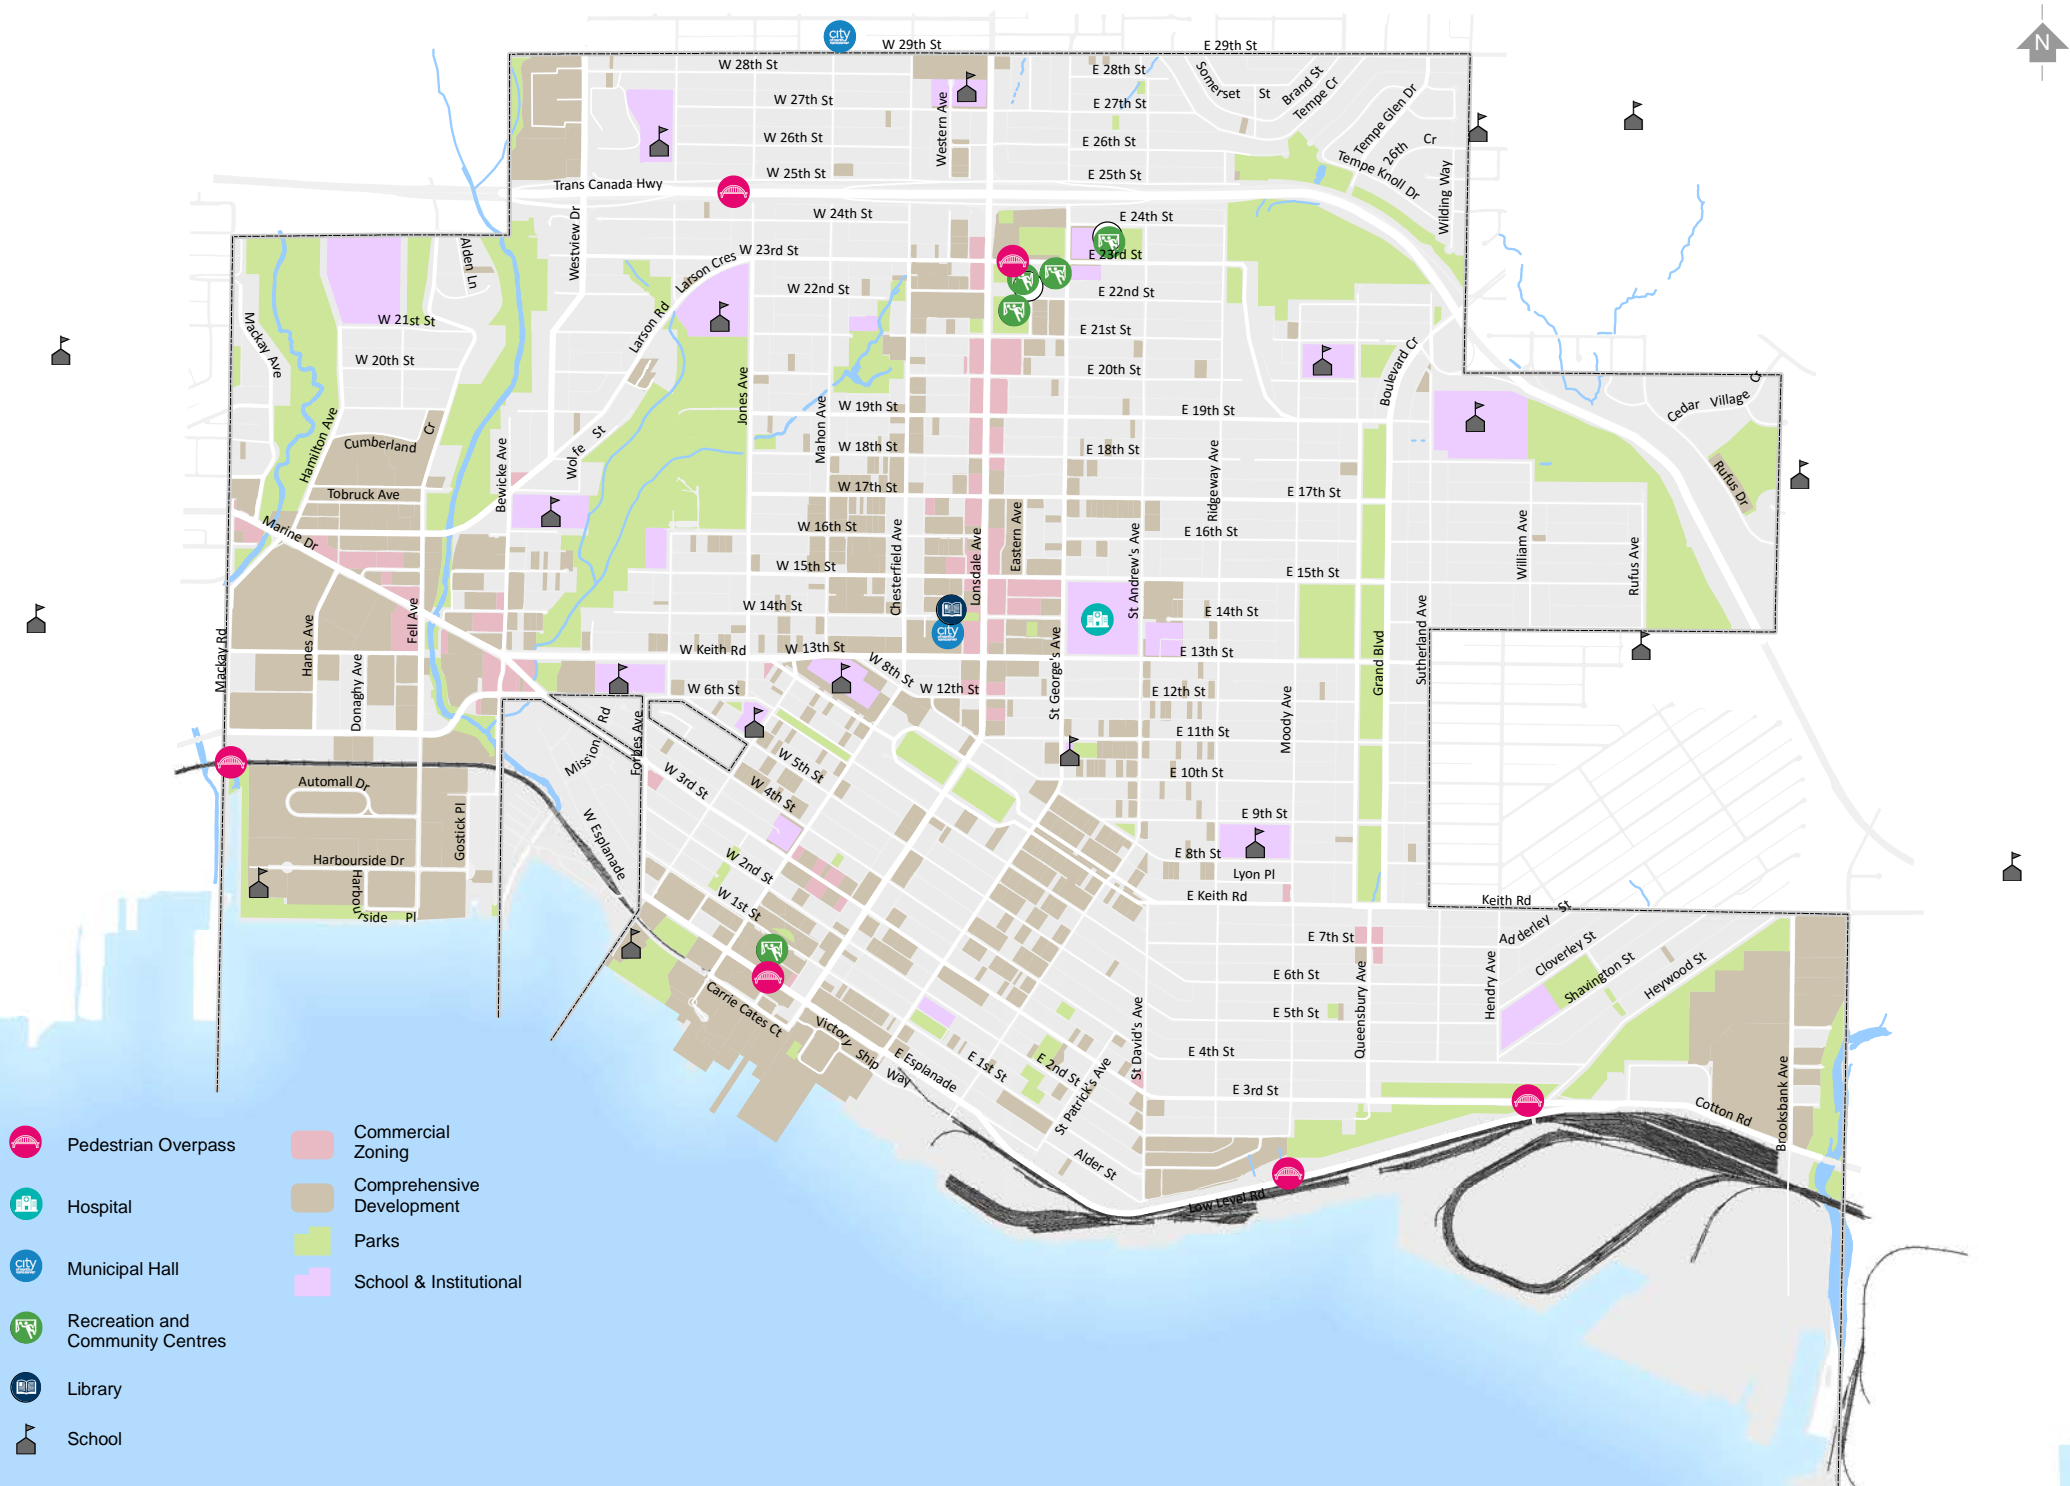 N
city
W 29th St
E 29th St
W 28th St
E 28th St
Somerset St
Brand St
Tempe Cr
W 27th St
E 27th St
Tempe Glen Dr
Western Ave
W 26th St
E 26th St
26th Cr
Tempe Knoll Dr
Wilding Way
Trans Canada Hwy
W 25th St
E 25th St
Westview Dr
W 24th St
E 24th St
Alden Ln
Larson Cres
W 23rd St
E 23rd St
W 22nd St
E 22nd St
Mackay Ave
W 21st St
Larson Rd
E 21st St
W 20th St
E 20th St
Boulevard Cr
Jones Ave
Mahon Ave
W 19th St
E 19th St
Cedar Village Cr
Hamilton Ave
Cumberland Cr
Wolfe St
W 18th St
E 18th St
Ridgeway Ave
Rufus Dr
Bewicke Ave
Tobruck Ave
W 17th St
E 17th St
Marine Dr
W 16th St
Chesterfield Ave
Lonsdale Ave
Eastern Ave
St Andrew's Ave
E 16th St
William Ave
Rufus Ave
W 15th St
E 15th St
Fell Ave
W 14th St
E 14th St
Sutherland Ave
city
Mackay Rd
Hanes Ave
Donaghy Ave
W Keith Rd
W 13th St
W 8th St
St George's Ave
E 13th St
Grand Blvd
W 6th St
W 12th St
E 12th St
Moody Ave
Mission Rd
Forbes Ave
E 11th St
W 5th St
W 3rd St
W 4th St
E 10th St
Automall Dr
Gostick Pl
W Esplanade
E 9th St
Harbourside Dr
W 2nd St
E 8th St
Lyon Pl
Harbourside Pl
W 1st St
E Keith Rd
Keith Rd
Adderley St
E 7th St
Cloverley St
Shavington St
Heywood St
Hendry Ave
E 6th St
Queensbury Ave
Carrie Cates Ct
Victory Ship Way
E 5th St
St David's Ave
E Esplanade
E 1st St
E 2nd St
E 4th St
St Patrick's Ave
E 3rd St
Brooksbank Ave
Cotton Rd
Alder St
Low Level Rd
Pedestrian Overpass
Hospital
city
Municipal Hall
Recreation and
Community Centres
Library
School
Commercial
Zoning
Comprehensive
Development
Parks
School & Institutional